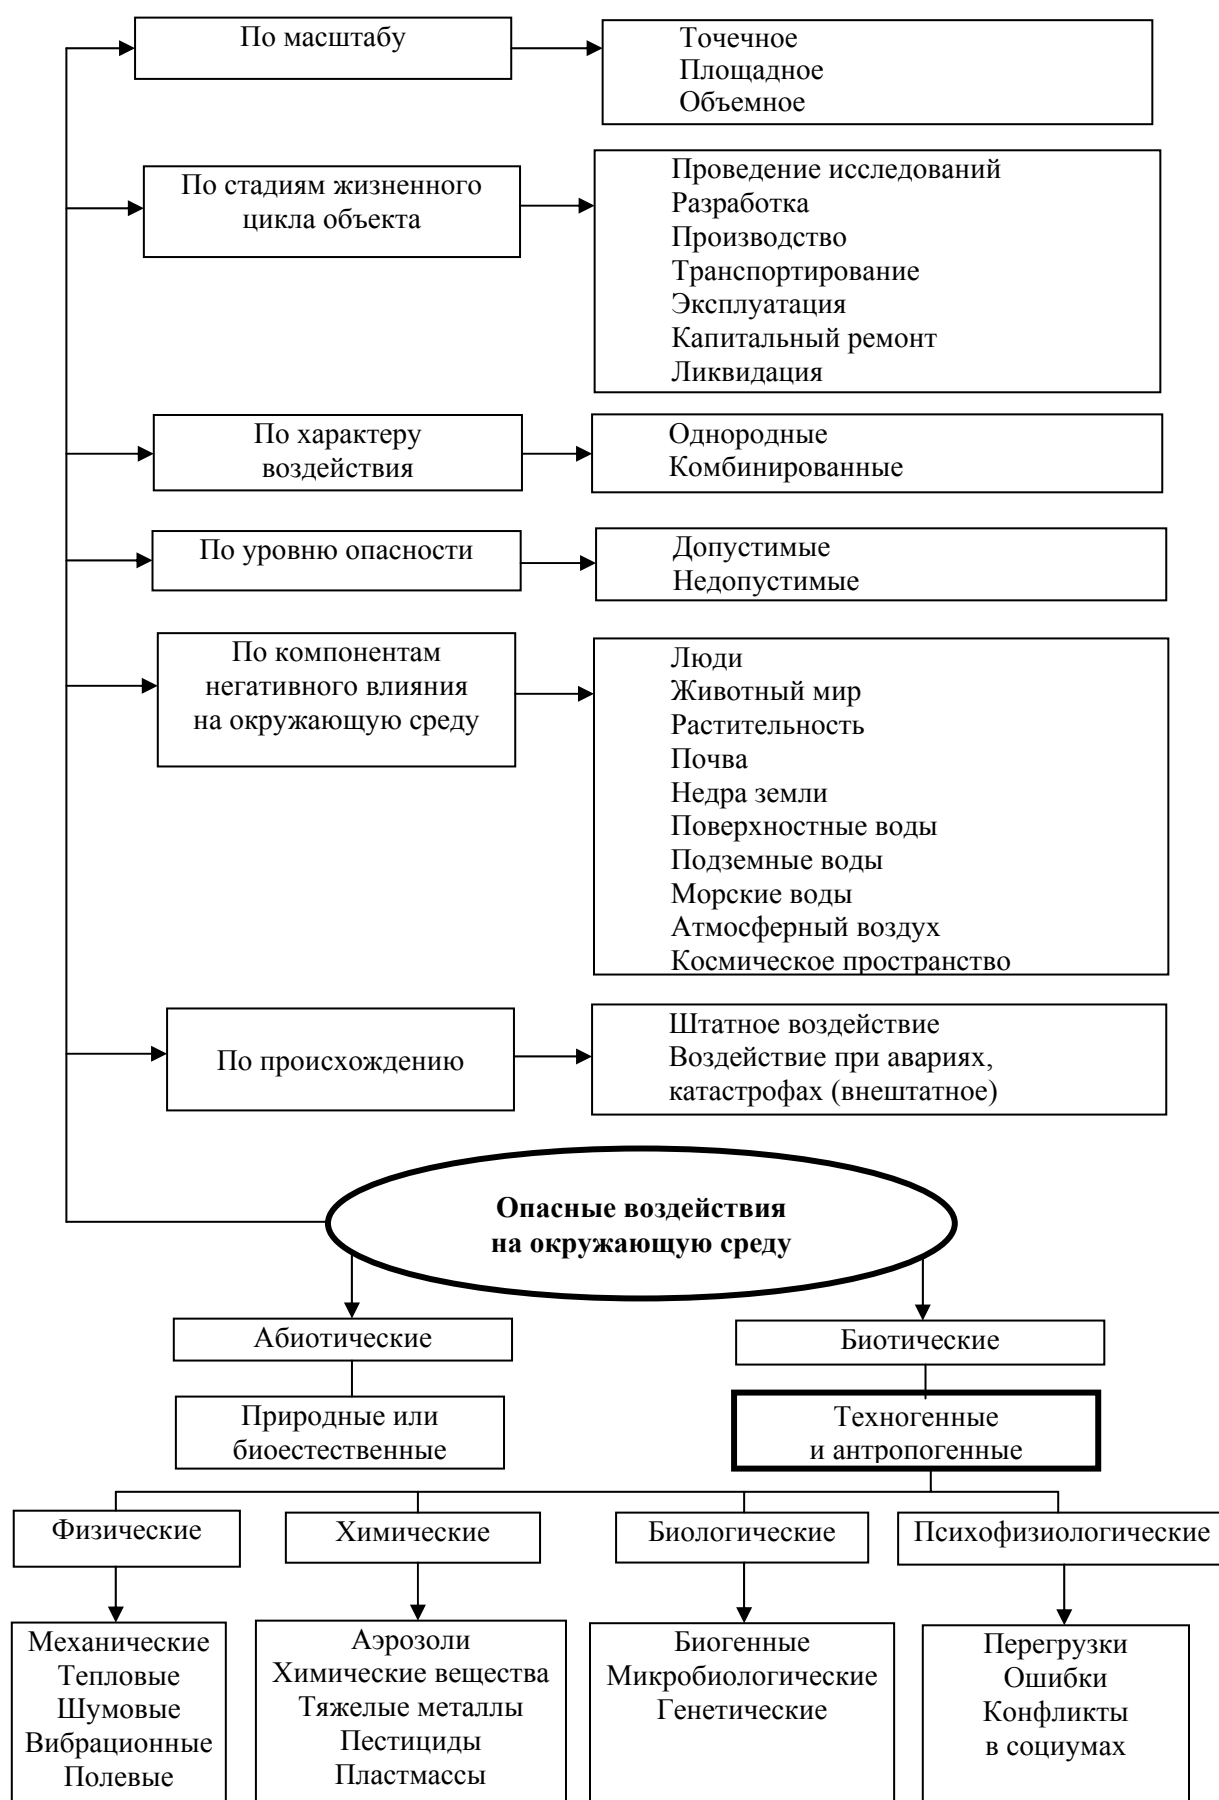 По масштабу
Точечное
Площадное
Объемное
По стадиям жизненного
цикла объекта
Проведение исследований
Разработка
Производство
Транспортирование
Эксплуатация
Капитальный ремонт
Ликвидация
По характеру
воздействия
Однородные
Комбинированные
По уровню опасности
Допустимые
Недопустимые
По компонентам
негативного влияния
на окружающую среду
Люди
Животный мир
Растительность
Почва
Недра земли
Поверхностные воды
Подземные воды
Морские воды
Атмосферный воздух
Космическое пространство
По происхождению
Штатное воздействие
Воздействие при авариях,
катастрофах (внештатное)
Опасные воздействия
на окружающую среду
Абиотические
Биотические
Природные или
биоестественные
Техногенные
и антропогенные
Физические
Химические
Биологические
Психофизиологические
Механические
Тепловые
Шумовые
Вибрационные
Полевые
Аэрозоли
Химические вещества
Тяжелые металлы
Пестициды
Пластмассы
Биогенные
Микробиологические
Генетические
Перегрузки
Ошибки
Конфликты
в социумах